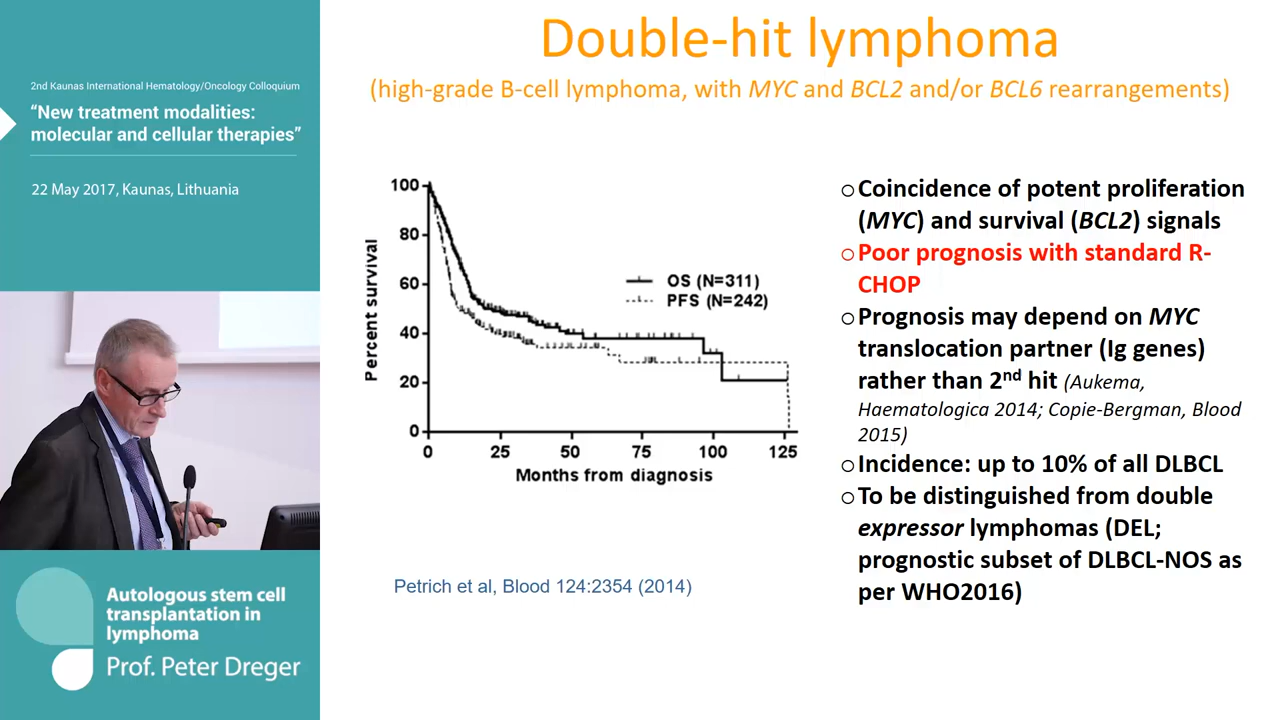 2nd Kaunas International Hematology/Oncology Colloquium
“New treatment modalities:
molecular and cellular therapies”
22 May 2017, Kaunas, Lithuania
Autologous stem cell
transplantation in
lymphoma
Prof. Peter Dreger
Double-hit lymphoma
(high-grade B-cell lymphoma, with MYC and BCL2 and/or BCL6 rearrangements)
Percent survival
100
80
60
40
20
0
OS (N=311)
PFS (N=242)
0 25 50 75 100 125
Months from diagnosis
Petrich et al, Blood 124:2354 (2014)
oCoincidence of potent proliferation
(MYC) and survival (BCL2) signals
oPoor prognosis with standard R-
CHOP
oPrognosis may depend on MYC
translocation partner (Ig genes)
rather than 2nd hit (Aukema,
Haematologica 2014; Copie-Bergman, Blood
2015)
oIncidence: up to 10% of all DLBCL
oTo be distinguished from double
expressor lymphomas (DEL;
prognostic subset of DLBCL-NOS as
per WHO2016)